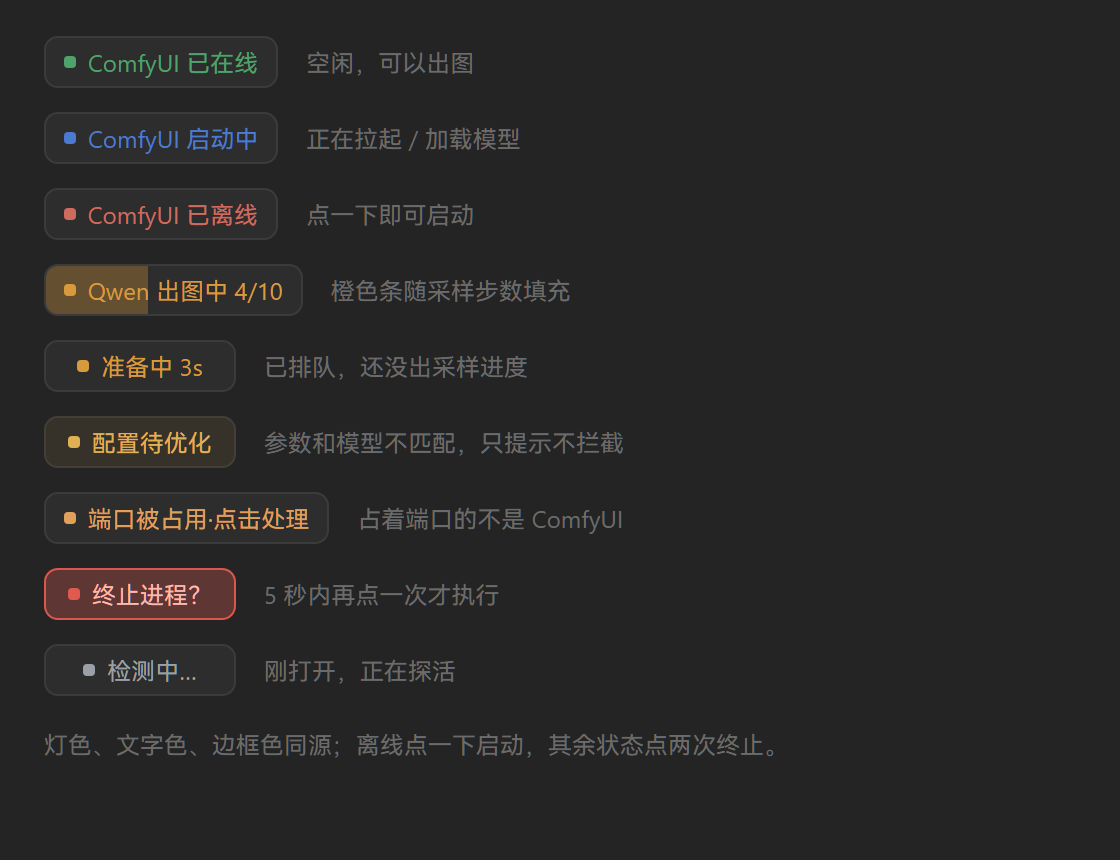 ComfyUI 已在线 空闲，可以出图
ComfyUI 启动中 正在拉起 / 加载模型
ComfyUI 已离线 点一下即可启动
Qwen 出图中 4/10 橙色条随采样步数填充
准备中 3s 已排队，还没出采样进度
配置待优化 参数和模型不匹配，只提示不拦截
端口被占用·点击处理 占着端口的不是 ComfyUI
终止进程？ 5 秒内再点一次才执行
检测中... 刚打开，正在探活
灯色、文字色、边框色同源；离线点一下启动，其余状态点两次终止。